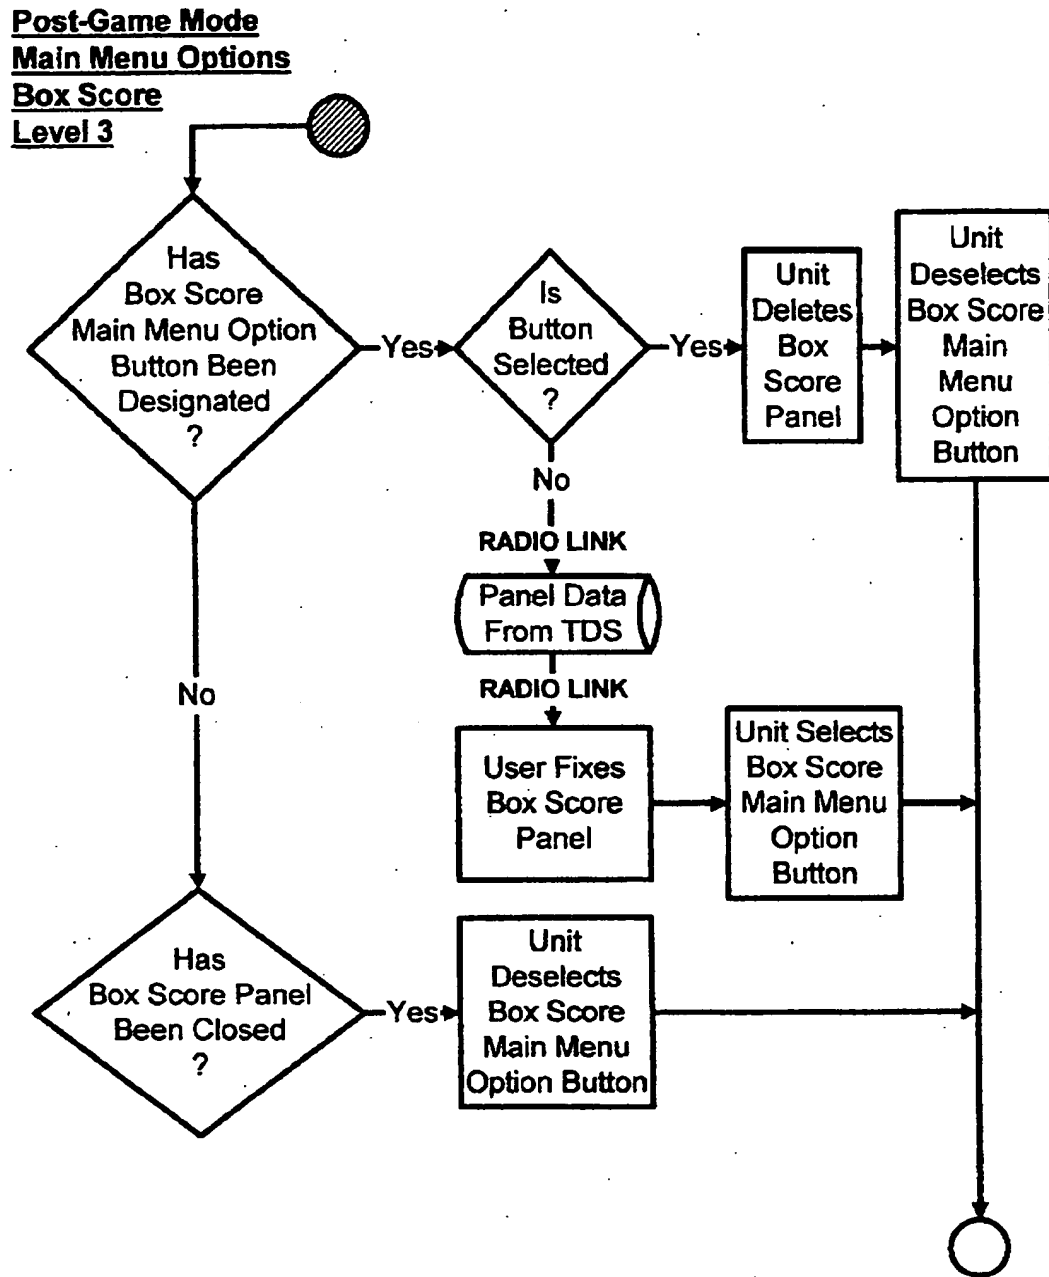 Post-Game Mode
Main Menu Options
Box Score
Level 3
Has
Box Score
Main Menu Option
Button Been
Designated
?
Yes
Is
Button
Selected
?
Yes
Unit
Deletes
Box
Score
Panel
Unit
Deselects
Box Score
Main
Menu
Option
Button
No
RADIO LINK
Panel Data
From TDS
RADIO LINK
No
User Fixes
Box Score
Panel
Unit Selects
Box Score
Main Menu
Option
Button
Has
Box Score Panel
Been Closed
?
Yes
Unit
Deselects
Box Score
Main Menu
Option Button